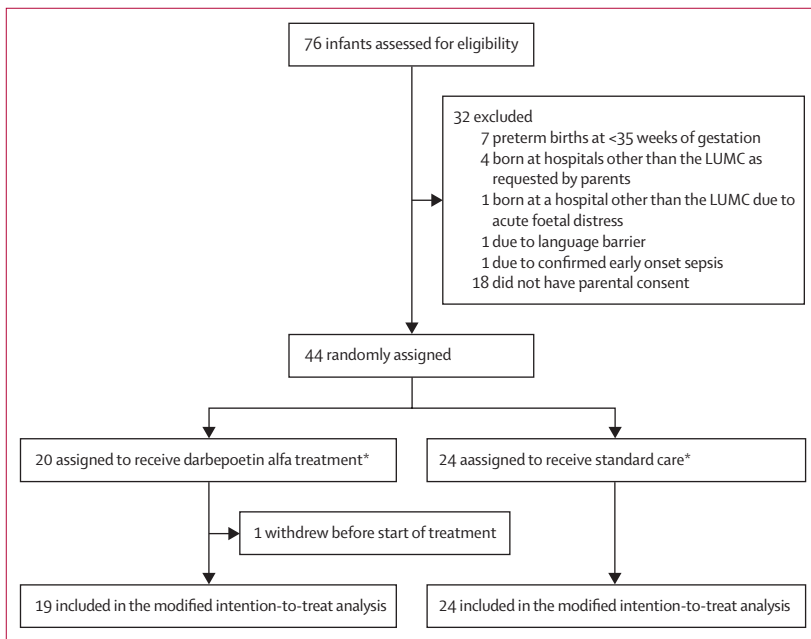 76 infants assessed for eligibility
32 excluded
7 preterm births at <35 weeks of gestation
4 born at hospitals other than the LUMC as
requested by parents
1 born at a hospital other than the LUMC due to
acute foetal distress
1 due to language barrier
1 due to confirmed early onset sepsis
18 did not have parental consent
44 randomly assigned
20 assigned to receive darbepoetin alfa treatment*
24 aassigned to receive standard care*
1 withdrew before start of treatment
19 included in the modified intention-to-treat analysis
24 included in the modified intention-to-treat analysis